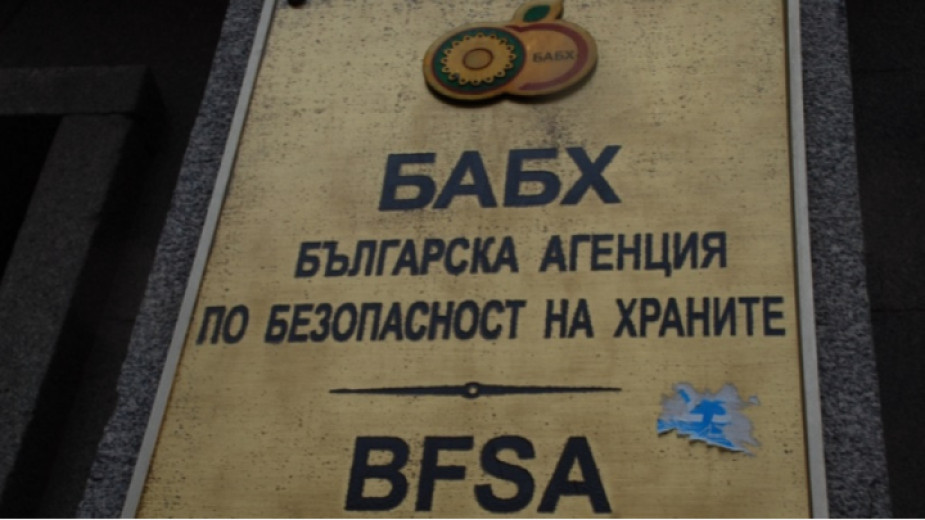 БАБХ
БАБХ
БЪЛГАРСКА АГЕНЦИЯ
ПО БЕЗОПАСНОСТ НА ХРАНИТЕ
BFSA